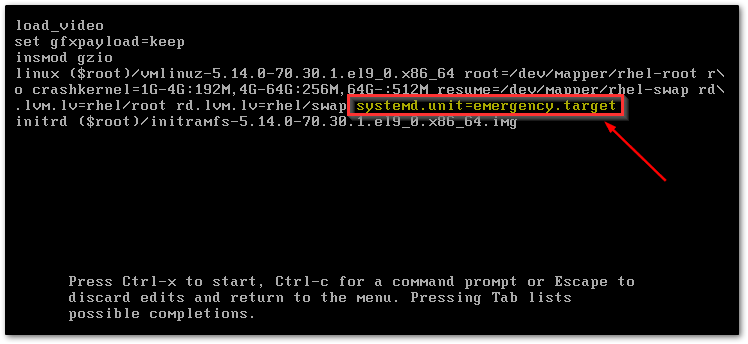 load_video
set gfxpayload=keep
insmod gzio
linux ($root)/vmlinuz-5.14.0-70.30.1.el9_0.x86_64 root=/dev/mapper/rhel-root r\
o crashkernel=1G-4G:192M,4G-64G:256M,64G-:512M resume=/dev/mapper/rhel-swap rd\
.lvm.lv=rhel/root rd.lvm.lv=rhel/swap systemd.unit=emergency.target
initrd ($root)/initramfs-5.14.0-70.30.1.el9_0.x86_64.img
Press Ctrl-x to start, Ctrl-c for a command prompt or Escape to
discard edits and return to the menu. Pressing Tab lists
possible completions.